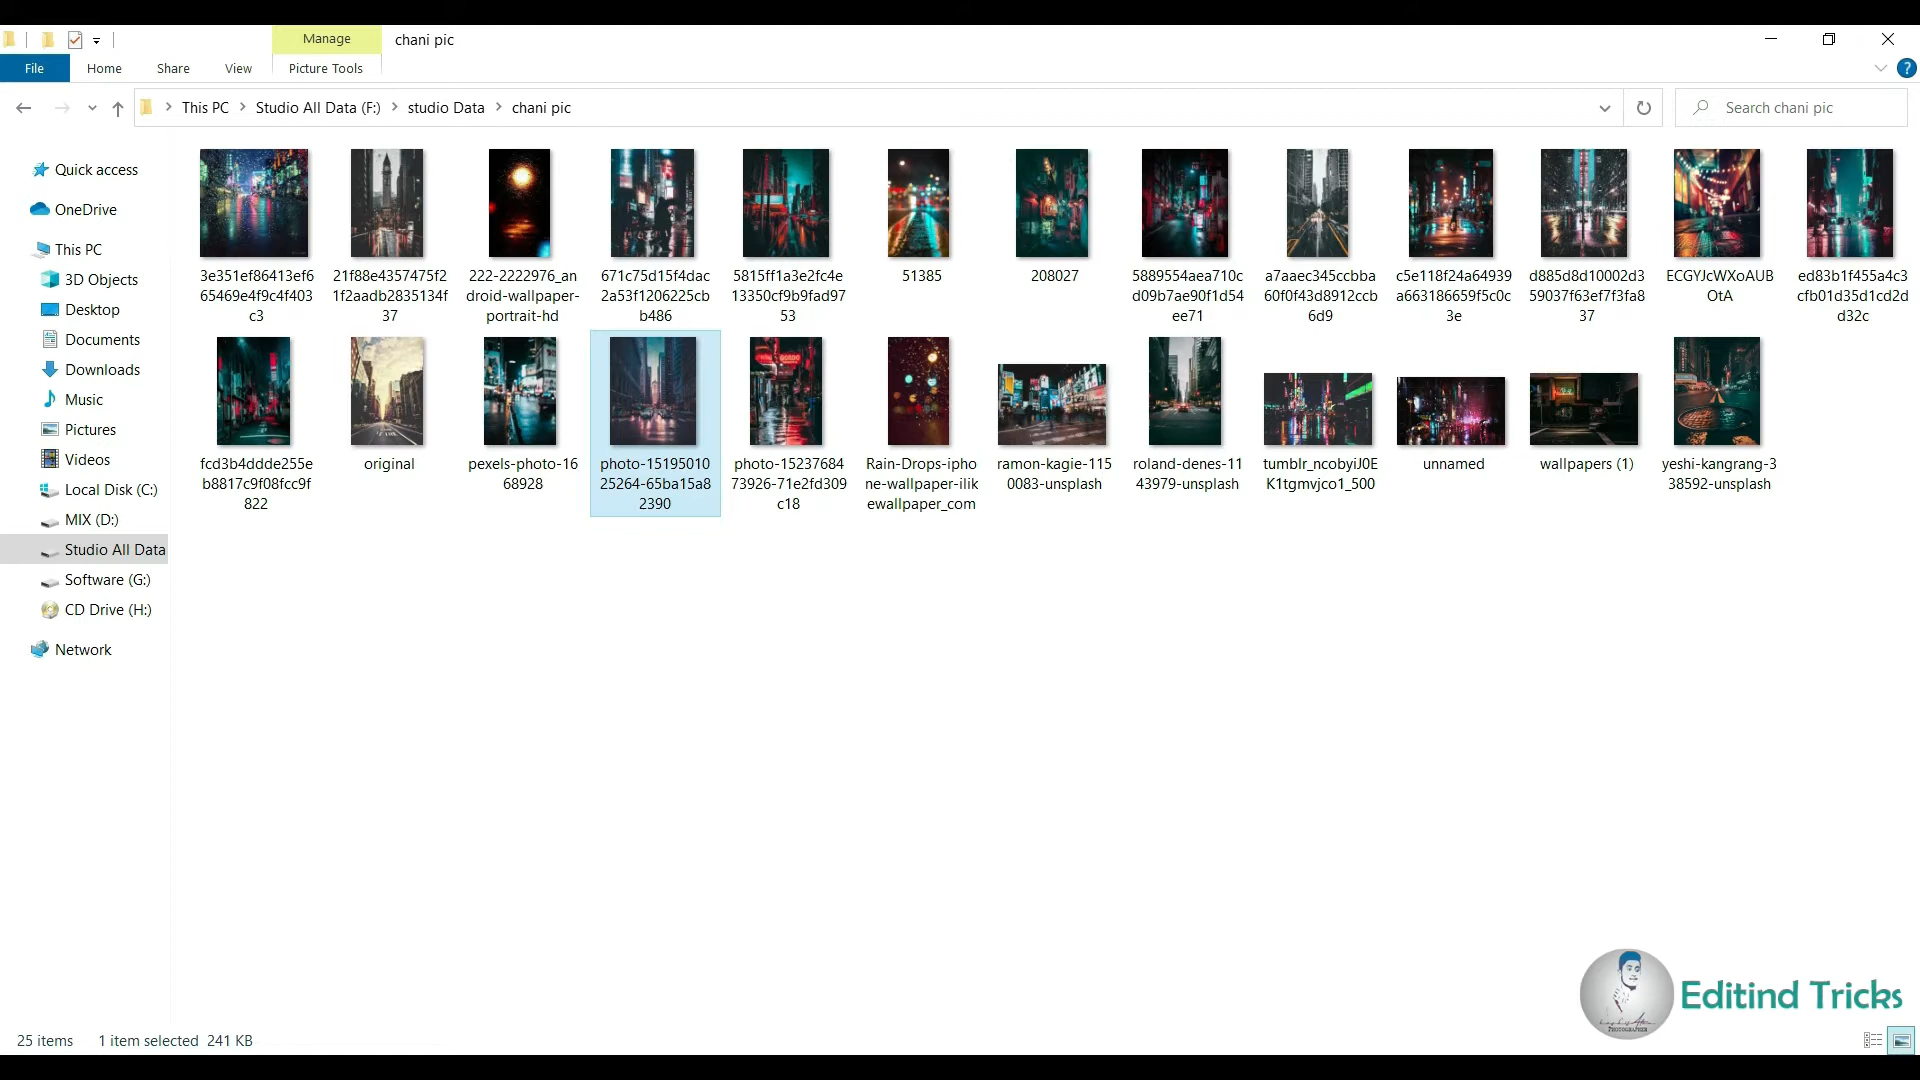 Manage
chani pic
File
Home
Share
View
Picture Tools
?
This PC
Studio All Data (F:)
studio Data
chani pic
Search chani pic
Quick access
OneDrive
This PC
3D Objects
Desktop
Documents
Downloads
Music
Pictures
Videos
Local Disk (C:)
MIX (D:)
Studio All Data
Software (G:)
CD Drive (H:)
Network
3e351ef86413ef6
65469e4f9c4f403
c3
21f88e4357475f2
1f2aadb2835134f
37
222-2222976_an
droid-wallpaper-
portrait-hd
671c75d15f4dac
2a53f1206225cb
b486
5815ff1a3e2fc4e
13350cf9b9fad97
53
51385
208027
5889554aea710c
d09b7ae90f1d54
ee71
a7aaec345ccbba
60f0f43d8912ccb
6d9
c5e118f24a64939
a663186659f5c0c
3e
d885d8d10002d3
59037f63ef7f3fa8
37
ECGYJcWXoAUB
OtA
ed83b1f455a4c3
cfb01d35d1cd2d
d32c
fcd3b4ddde255e
b8817c9f08fcc9f
822
original
pexels-photo-16
68928
photo-15195010
25264-65ba15a8
2390
photo-15237684
73926-71e2fd309
c18
Rain-Drops-ipho
ne-wallpaper-ilik
ewallpaper_com
ramon-kagie-115
0083-unsplash
roland-denes-11
43979-unsplash
tumblr_ncobyiJ0E
K1tgmvjco1_500
unnamed
wallpapers (1)
yeshi-kangrang-3
38592-unsplash
PHOTOGRAPHER
Editind Tricks
25 items
1 item selected 241 KB